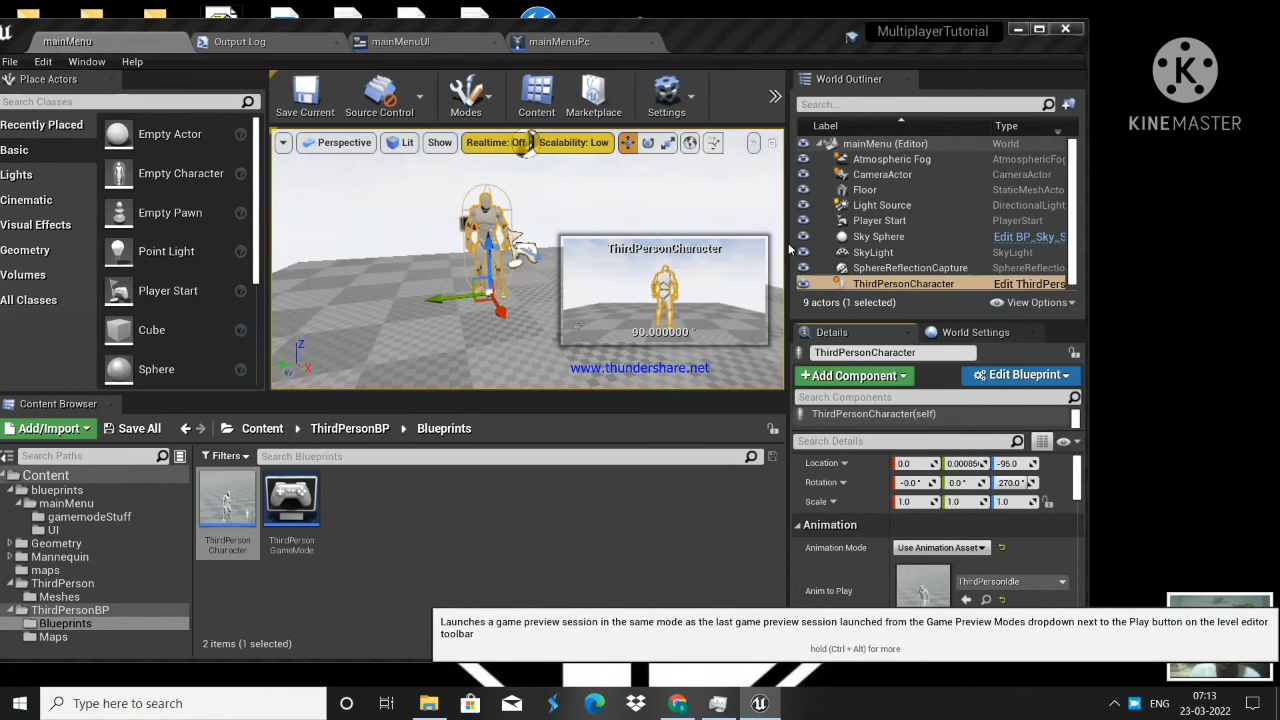 mainMenu
Output Log
mainMenuUI
mainMenuPc
MultiplayerTutorial
File
Edit
Window
Help
Place Actors
Search Classes
Recently Placed
Basic
Lights
Cinematic
Visual Effects
Geometry
Volumes
All Classes
Empty Actor
Empty Character
Empty Pawn
Point Light
Player Start
Cube
Sphere
Save Current
Source Control
Modes
Content
Marketplace
Settings
Perspective
Lit
Show
Realtime: Off
Scalability: Low
ThirdPersonCharacter
90.000000 °
www.thundershare.net
Z
X
World Outliner
Search...
Label
Type
mainMenu (Editor)
World
Atmospheric Fog
AtmosphericFog
CameraActor
CameraActor
Floor
StaticMeshActo
Light Source
DirectionalLight
Player Start
PlayerStart
Sky Sphere
Edit BP_Sky_S
SkyLight
SkyLight
SphereReflectionCapture
SphereReflectio
ThirdPersonCharacter
Edit ThirdPers
9 actors (1 selected)
View Options
Details
World Settings
ThirdPersonCharacter
+Add Component
Edit Blueprint
Search Components
ThirdPersonCharacter(self)
Search Details
Location
0.0
0.00085
-95.0
Rotation
-0.0 °
0.0 °
270.0 °
Scale
1.0
1.0
1.0
Animation
Animation Mode
Use Animation Asset
Anim to Play
ThirdPersonIdle
Content Browser
Add/Import
Save All
Content
ThirdPersonBP
Blueprints
Search Paths
Filters
Search Blueprints
Content
blueprints
mainMenu
gamemodeStuff
UI
Geometry
Mannequin
maps
ThirdPerson
Meshes
ThirdPersonBP
Blueprints
Maps
ThirdPerson
Character
ThirdPerson
GameMode
2 items (1 selected)
Launches a game preview session in the same mode as the last game preview session launched from the Game Preview Modes dropdown next to the Play button on the level editor
toolbar
hold (Ctrl + Alt) for more
K
KINEMASTER
Type here to search
07:13
23-03-2022